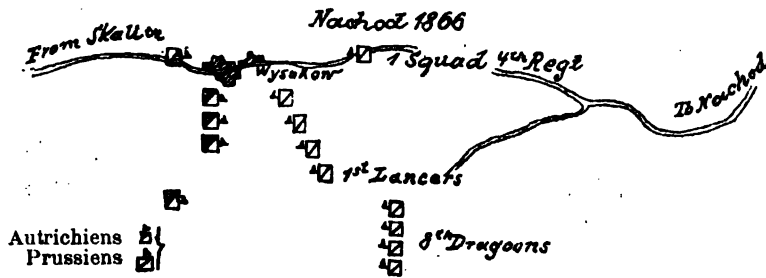 Nachod 1866
From Skalitz
Wysokow
1 Squad 4th Regt
To Nachod
1st Lancers
8th Dragoons
Autrichiens
Prussiens